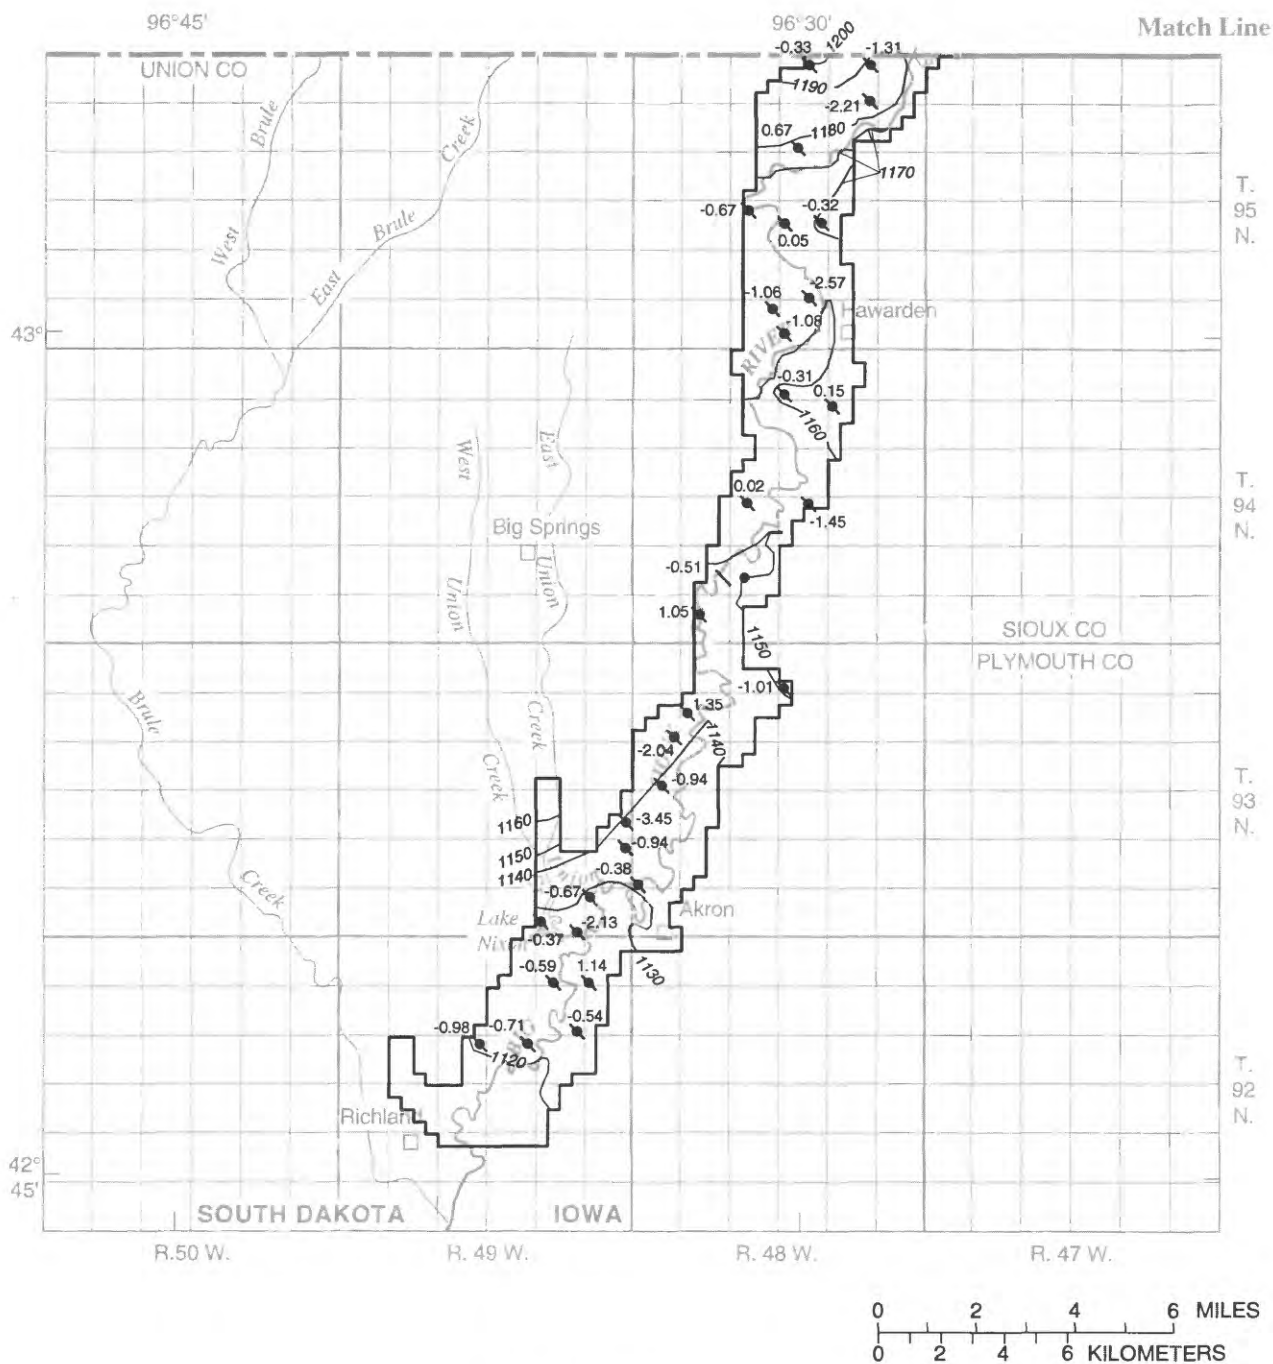 96°45'
96°30'
Match Line
UNION CO
-0.33
1200
-1.31
1190
-2.21
0.67
1180
1170
West
Brule
East
Brule
Creek
T.
95
N.
-0.67
-0.32
0.05
-2.57
-1.06
-1.08
Hawarden
43°
RIVER
-0.31
0.15
1160
West
East
0.02
-1.45
T.
94
N.
Big Springs
-0.51
Union
Union
1.05
SIOUX CO
PLYMOUTH CO
1150
-1.01
Brule
1.35
1140
-2.04
Creek
Creek
-0.94
T.
93
N.
1160
-3.45
1150
-0.94
1140
Union
-0.38
-0.67
Creek
Lake
Nixon
Akron
-0.37
-2.13
1130
-0.59
1.14
-0.98
-0.71
-0.54
BIG
1120
T.
92
N.
Richland
42°
45'
SOUTH DAKOTA
IOWA
R.50 W.
R. 49 W.
R. 48 W.
R. 47 W.
0 2 4 6 MILES
0 2 4 6 KILOMETERS